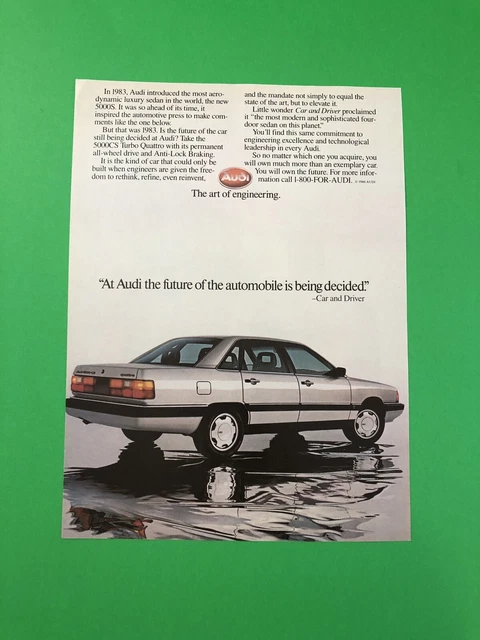 In 1983, Audi introduced the most aero-
dynamic luxury sedan in the world, the new
5000S. It was so ahead of its time, it
inspired the automotive press to make com-
ments like the one below.
But that was 1983. Is the future of the car
still being decided at Audi? Take the
5000CS Turbo Quattro with its permanent
all-wheel drive and Anti-Lock Braking.
It is the kind of car that could only be
built when engineers are given the free-
dom to rethink, refine, even reinvent,
and the mandate not simply to equal the
state of the art, but to elevate it.
Little wonder Car and Driver proclaimed
it "the most modern and sophisticated four-
door sedan on this planet."
You'll find this same commitment to
engineering excellence and technological
leadership in every Audi.
So no matter which one you acquire, you
will own much more than an exemplary car.
You will own the future. For more infor-
mation call 1-800-FOR-AUDI.
Audi
The art of engineering.
"At Audi the future of the automobile is being decided."
–Car and Driver
quattro